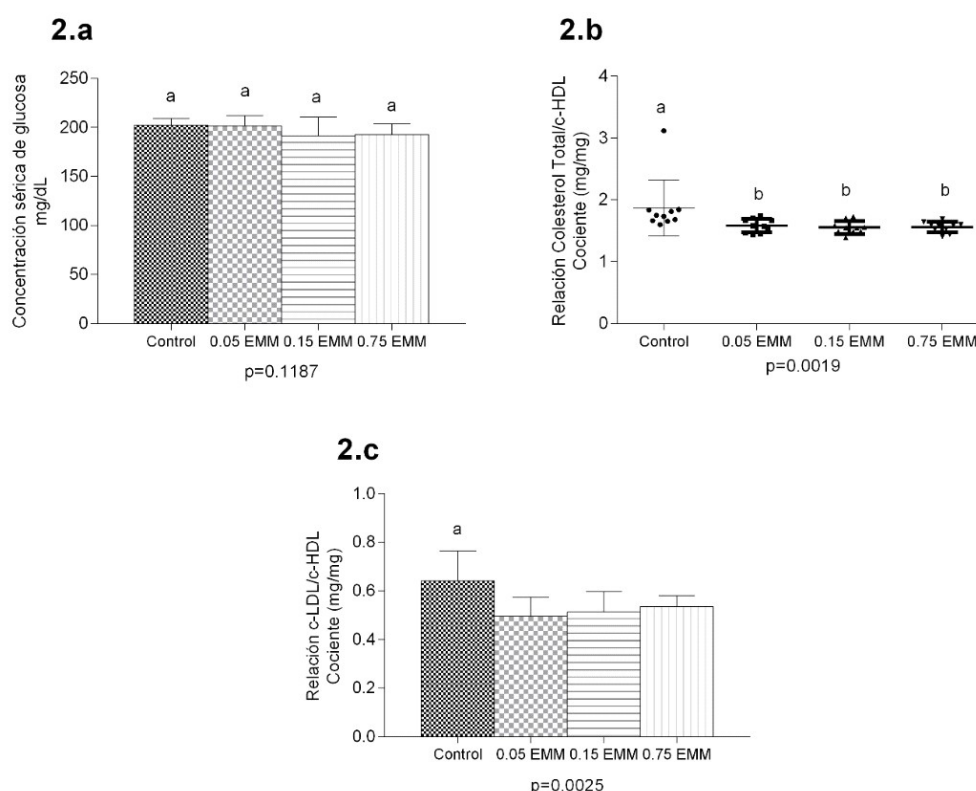 2.a
Concentración sérica de glucosa
mg/dL
250
200
150
100
50
0
a a a a
Control 0.05 EMM 0.15 EMM 0.75 EMM
p=0.1187
2.b
Relación Colesterol Total/c-HDL
Cociente (mg/mg)
4
3
2
1
0
a
b b b
Control 0.05 EMM 0.15 EMM 0.75 EMM
p=0.0019
2.c
Relación c-LDL/c-HDL
Cociente (mg/mg)
1.0
0.8
0.6
0.4
0.2
0.0
a
Control 0.05 EMM 0.15 EMM 0.75 EMM
p=0.0025